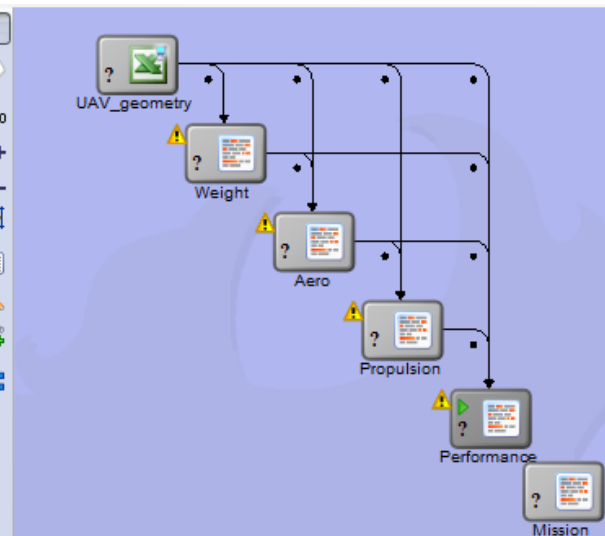 UAV_geometry
?
Weight
?
Aero
?
Propulsion
?
Performance
?
Mission
?